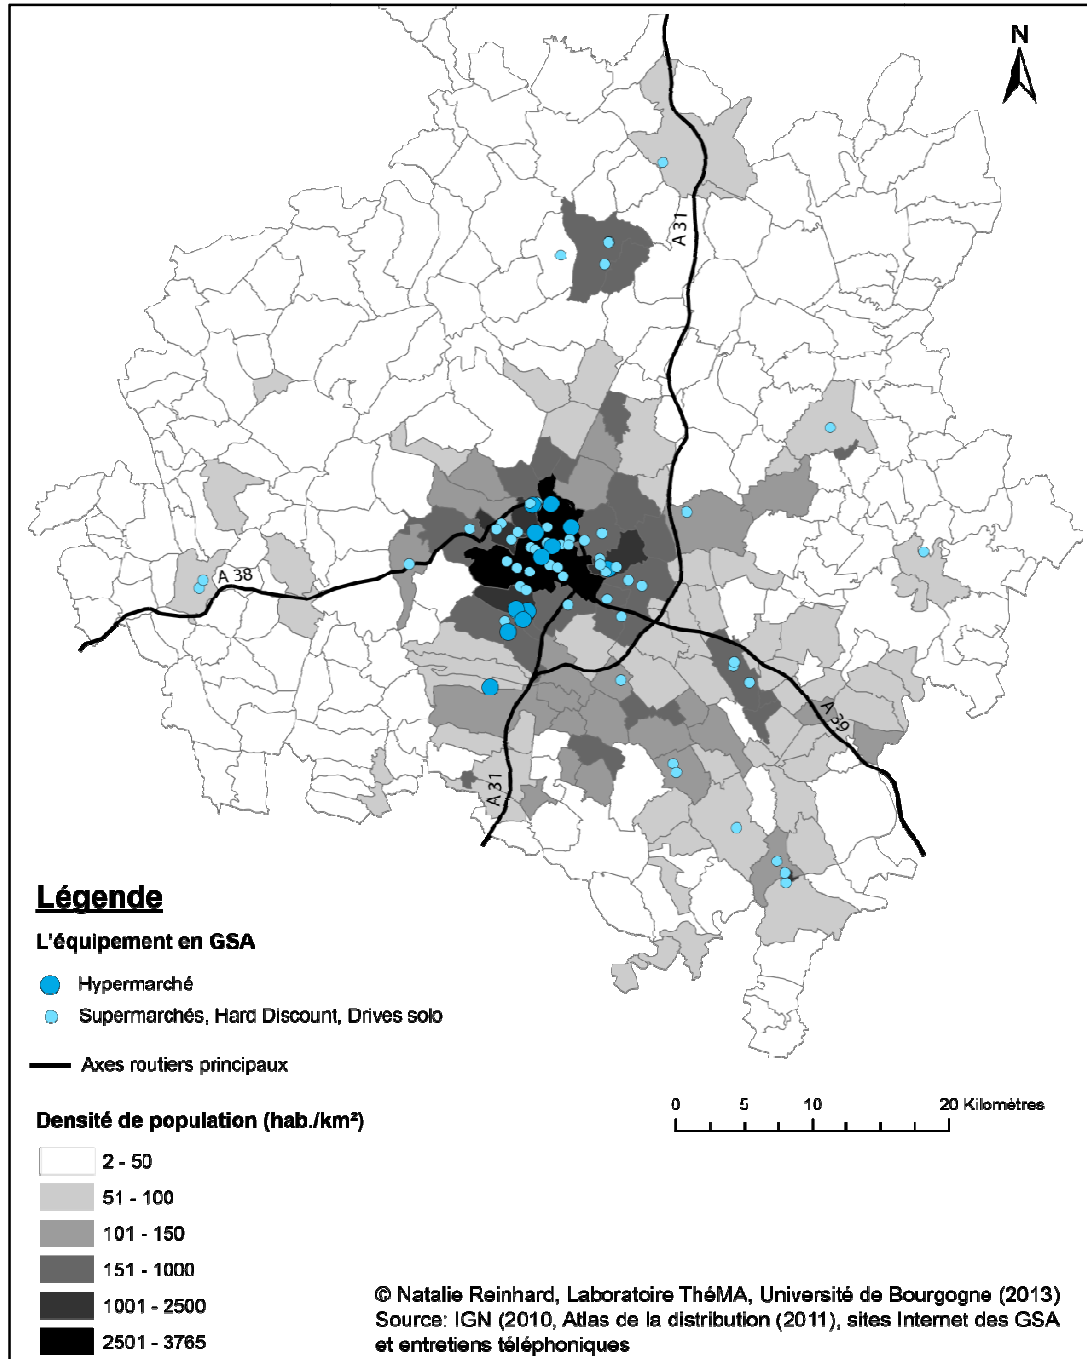 N
A 31
A 38
A 39
A 31
Légende
L'équipement en GSA
Hypermarché
Supermarchés, Hard Discount, Drives solo
Axes routiers principaux
Densité de population (hab./km²)
2 - 50
51 - 100
101 - 150
151 - 1000
1001 - 2500
2501 - 3765
0 5 10 20 Kilomètres
© Natalie Reinhard, Laboratoire ThéMA, Université de Bourgogne (2013)
Source: IGN (2010, Atlas de la distribution (2011), sites Internet des GSA
et entretiens téléphoniques